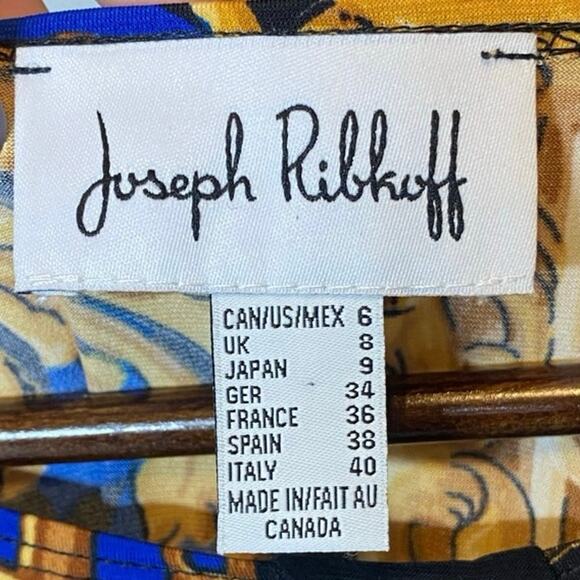 Joseph Ribkoff
CAN/US/MEX 6
UK 8
JAPAN 9
GER 34
FRANCE 36
SPAIN 38
ITALY 40
MADE IN/FAIT AU
CANADA